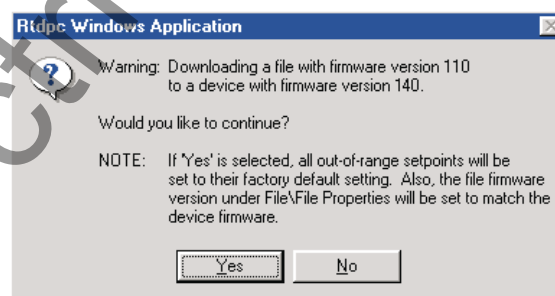 Rtdpc Windows Application
Warning: Downloading a file with firmware version 110
to a device with firmware version 140.
Would you like to continue?
NOTE: If 'Yes' is selected, all out-of-range setpoints will be
set to their factory default setting. Also, the file firmware
version under File\File Properties will be set to match the
device firmware.
Yes No